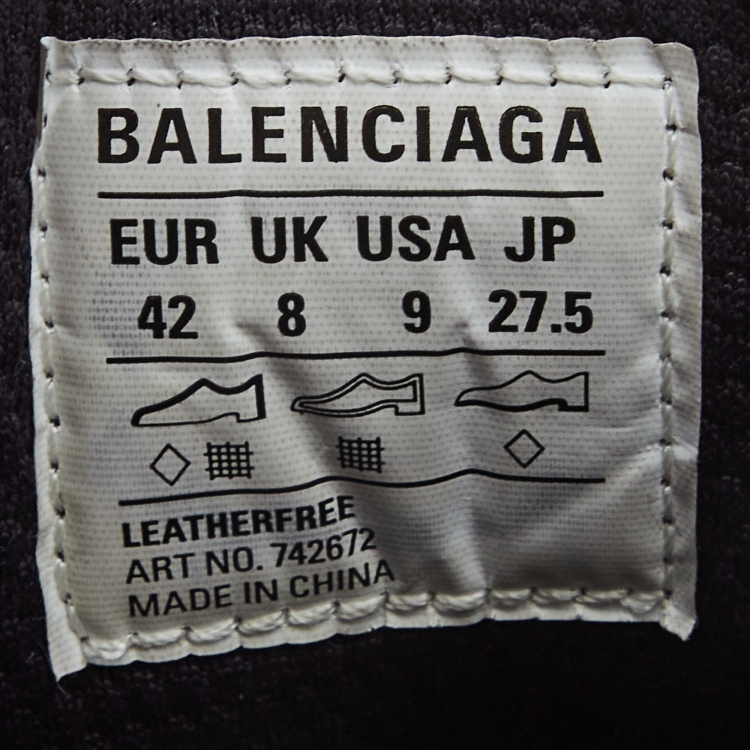 BALENCIAGA
EUR UK USA JP
42 8 9 27.5
LEATHERFREE
ART NO. 742672
MADE IN CHINA